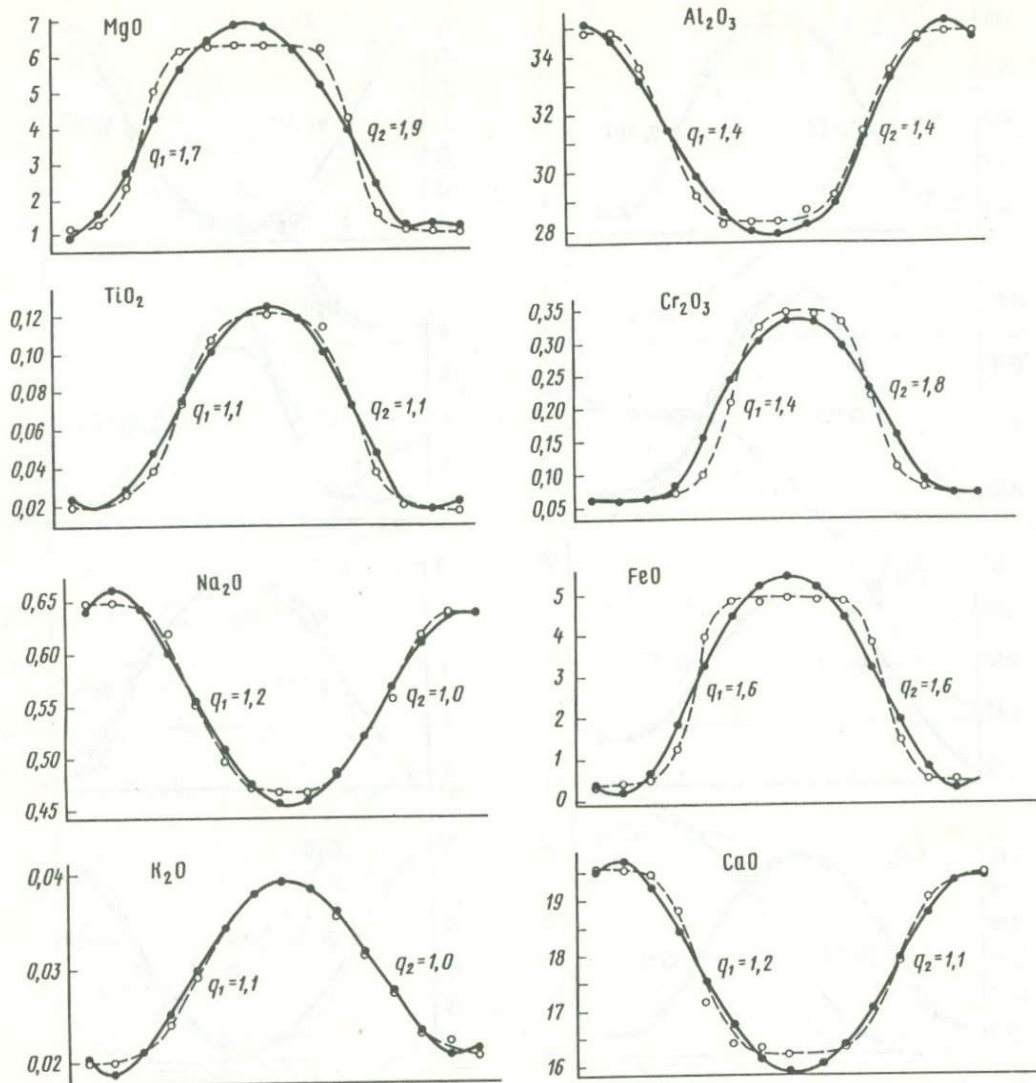 MgO
7
6
5
4
3
2
1
q₁=1,7
q₂=1,9
Al₂O₃
35
34
32
31
29
28
q₁=1,4
q₂=1,4
TiO₂
0,12
0,10
0,08
0,06
0,04
0,02
q₁=1,1
q₂=1,1
Cr₂O₃
0,35
0,30
0,25
0,20
0,15
0,10
0,05
q₁=1,4
q₂=1,8
Na₂O
0,65
0,60
0,55
0,50
0,45
q₁=1,2
q₂=1,0
FeO
5
4
3
2
1
0
q₁=1,6
q₂=1,6
K₂O
0,04
0,03
0,02
q₁=1,1
q₂=1,0
CaO
19
18
17
16
q₁=1,2
q₂=1,1